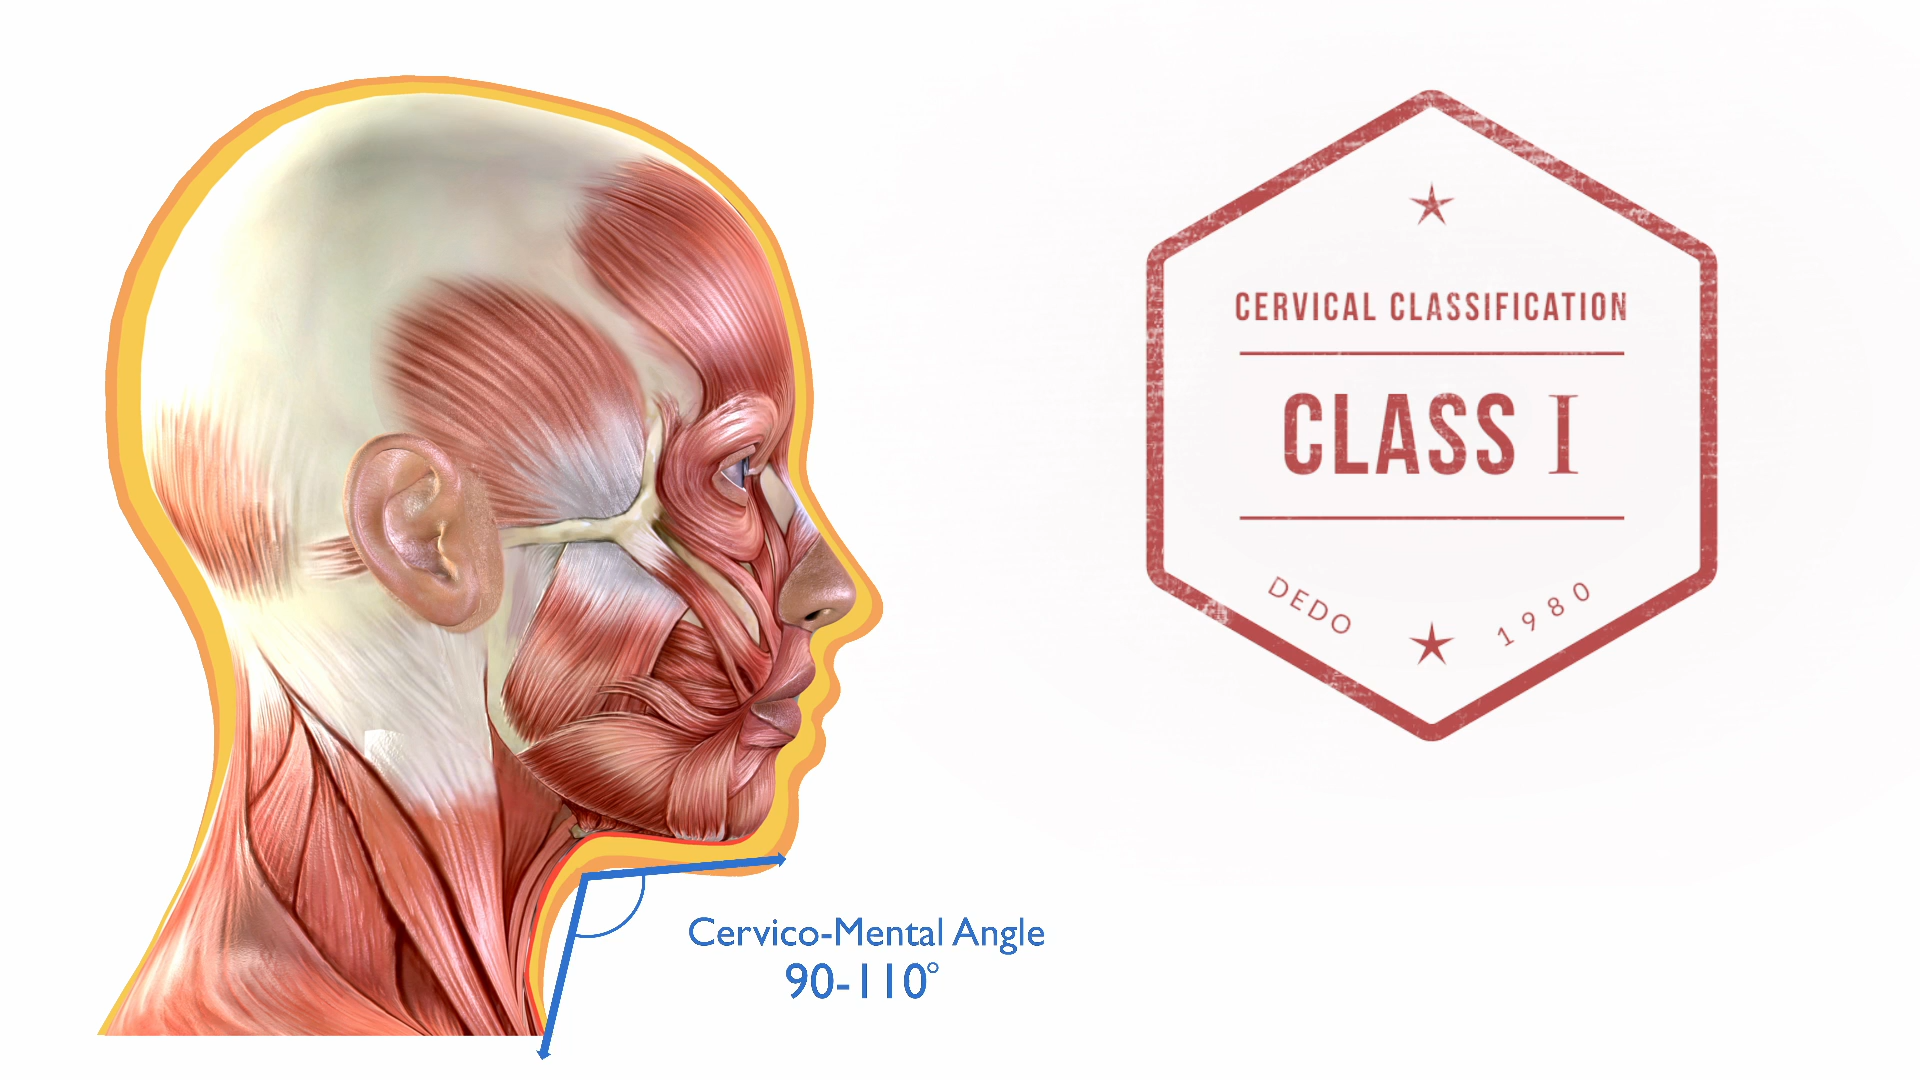 CERVICAL CLASSIFICATION
CLASS I
DEDO 1980
Cervico-Mental Angle
90-110°